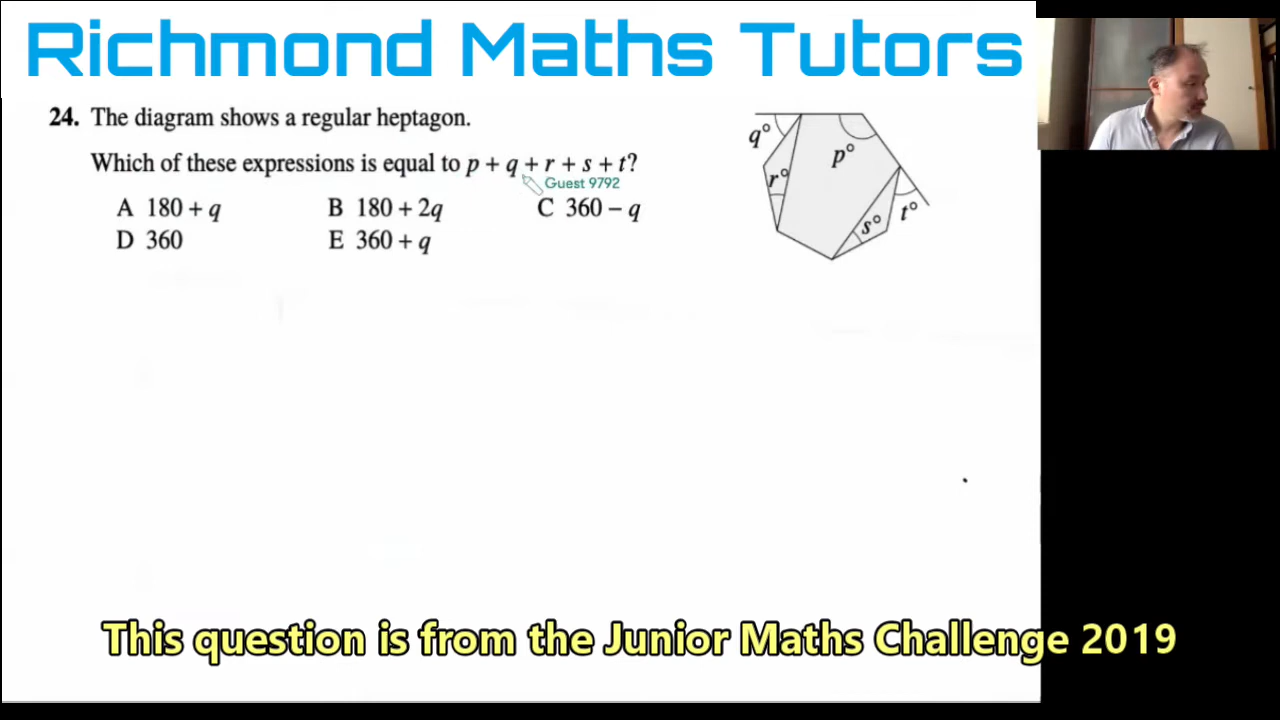 Richmond Maths Tutors
24. The diagram shows a regular heptagon.
Which of these expressions is equal to p + q + r + s + t?
Guest 9792
A 180 + q B 180 + 2q C 360 − q
D 360 E 360 + q
q°
p°
r°
s°
t°
This question is from the Junior Maths Challenge 2019